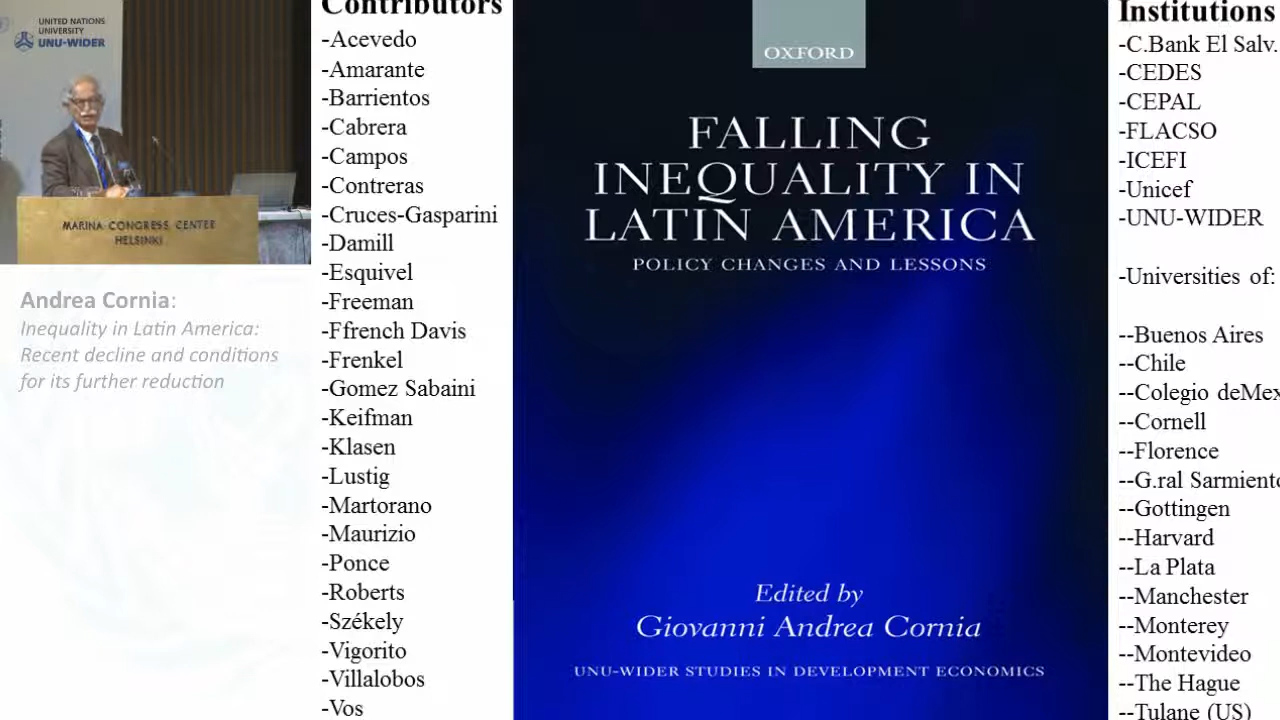 UNITED NATIONS
UNIVERSITY
UNU-WIDER
MARINA CONGRESS CENTER
HELSINKI
Andrea Cornia:
Inequality in Latin America:
Recent decline and conditions
for its further reduction
Contributors
-Acevedo
-Amarante
-Barrientos
-Cabrera
-Campos
-Contreras
-Cruces-Gasparini
-Damill
-Esquivel
-Freeman
-Ffrench Davis
-Frenkel
-Gomez Sabaini
-Keifman
-Klasen
-Lustig
-Martorano
-Maurizio
-Ponce
-Roberts
-Székely
-Vigorito
-Villalobos
-Vos
OXFORD
FALLING
INEQUALITY IN
LATIN AMERICA
POLICY CHANGES AND LESSONS
Edited by
Giovanni Andrea Cornia
UNU-WIDER STUDIES IN DEVELOPMENT ECONOMICS
Institutions
-C.Bank El Salv.
-CEDES
-CEPAL
-FLACSO
-ICEFI
-Unicef
-UNU-WIDER
-Universities of:
--Buenos Aires
--Chile
--Colegio deMex
--Cornell
--Florence
--G.ral Sarmiento
--Gottingen
--Harvard
--La Plata
--Manchester
--Monterey
--Montevideo
--The Hague
--Tulane (US)